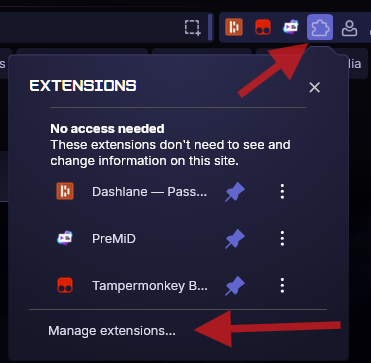 s
lia
EXTENSIONS
No access needed
These extensions don't need to see and
change information on this site.
Dashlane — Pass...
PreMiD
Tampermonkey B...
Manage extensions...